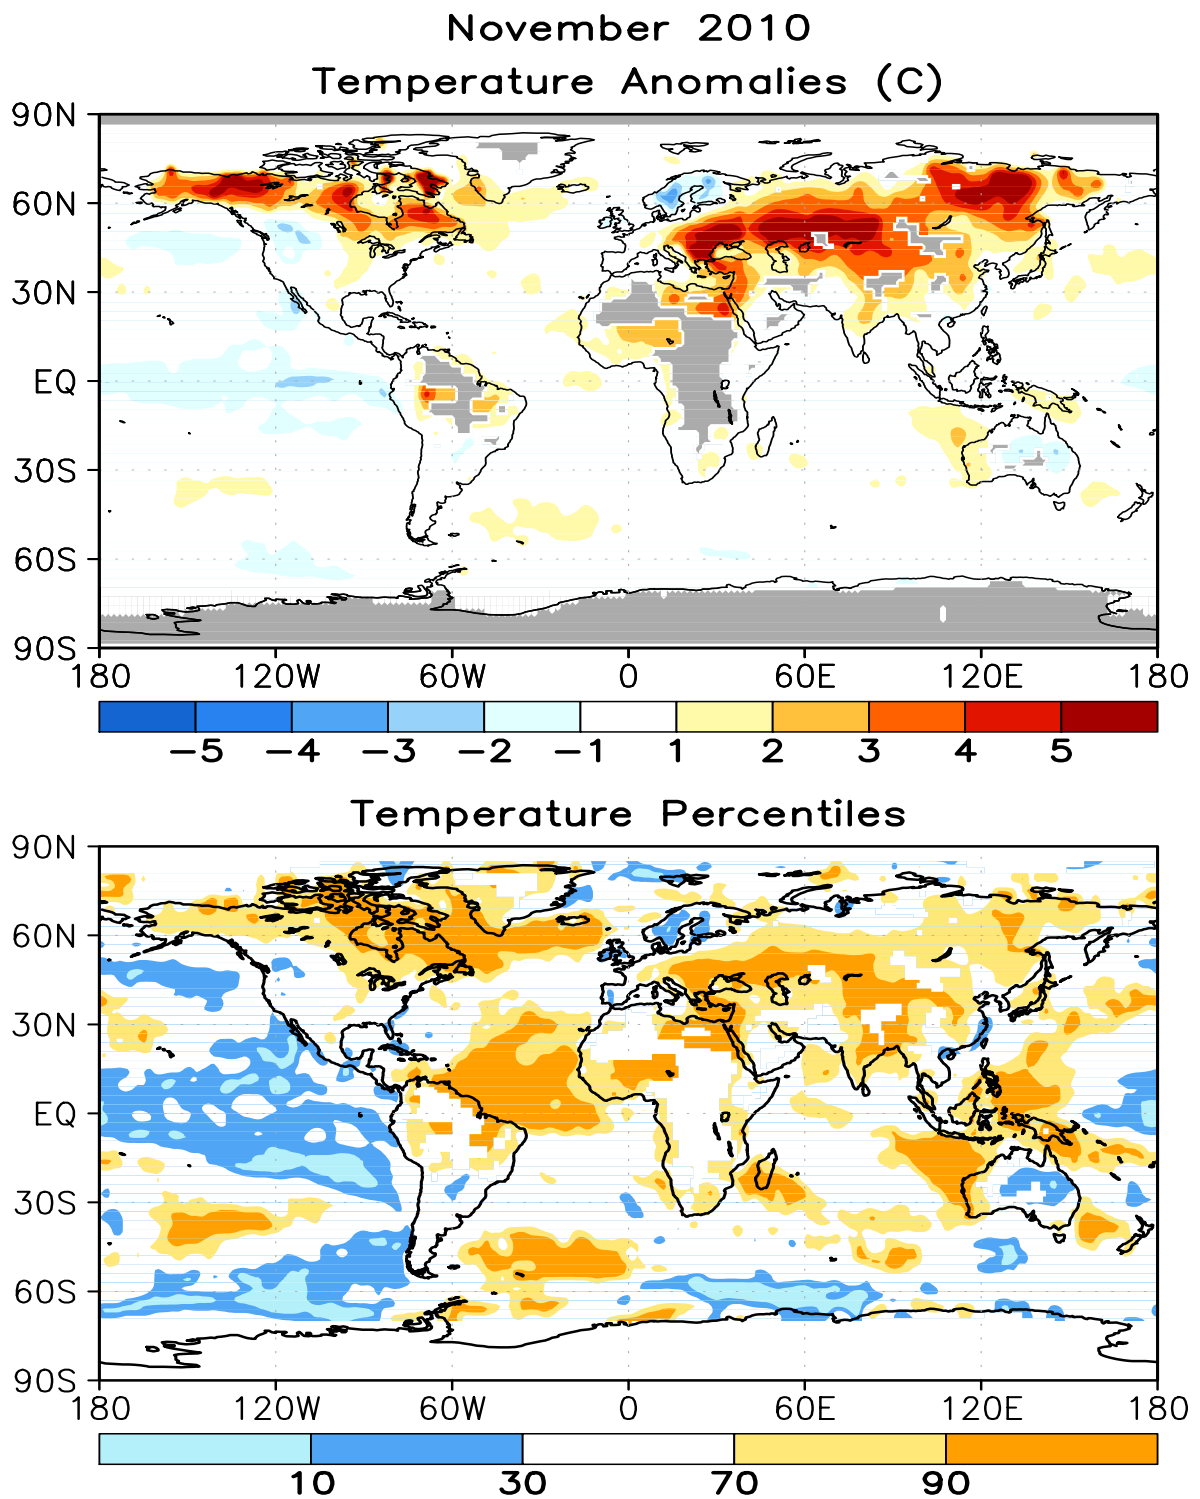 November 2010
Temperature Anomalies (C)
90N
60N
30N
EQ
30S
60S
90S
180 120W 60W 0 60E 120E 180
-5 -4 -3 -2 -1 1 2 3 4 5
Temperature Percentiles
90N
60N
30N
EQ
30S
60S
90S
180 120W 60W 0 60E 120E 180
10 30 70 90